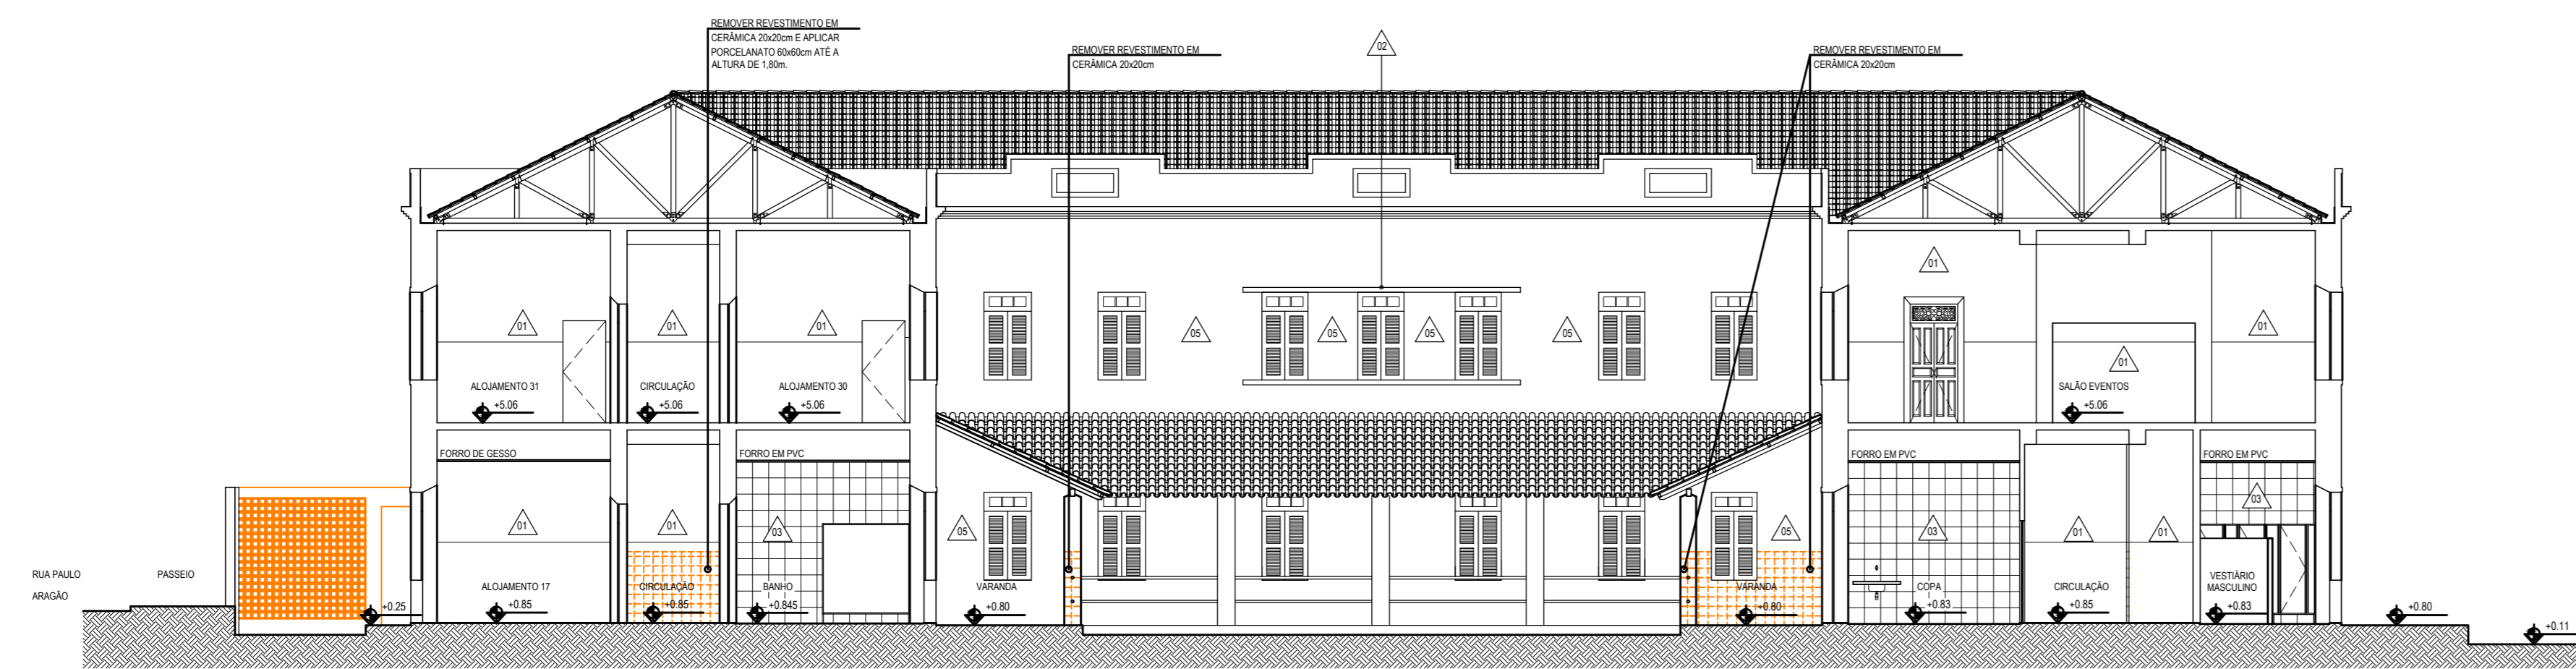 REMOVER REVESTIMENTO EM
CERÂMICA 20x20cm E APLICAR
PORCELANATO 60x60cm ATÉ A
ALTURA DE 1,80m.
REMOVER REVESTIMENTO EM
CERÂMICA 20x20cm
02
REMOVER REVESTIMENTO EM
CERÂMICA 20x20cm
01
01
01
01
05
05
05
05
01
01
ALOJAMENTO 31
+5.06
CIRCULAÇÃO
+5.06
ALOJAMENTO 30
+5.06
SALÃO EVENTOS
+5.06
FORRO DE GESSO
FORRO EM PVC
FORRO EM PVC
FORRO EM PVC
01
01
03
05
05
03
01
01
03
RUA PAULO
ARAGÃO
PASSEIO
+0.25
ALOJAMENTO 17
+0.85
CIRCULAÇÃO
+0.85
BANHO
+0.845
VARANDA
+0.80
VARANDA
+0.80
COPA
+0.83
CIRCULAÇÃO
+0.85
VESTIÁRIO
MASCULINO
+0.83
+0.80
+0.11